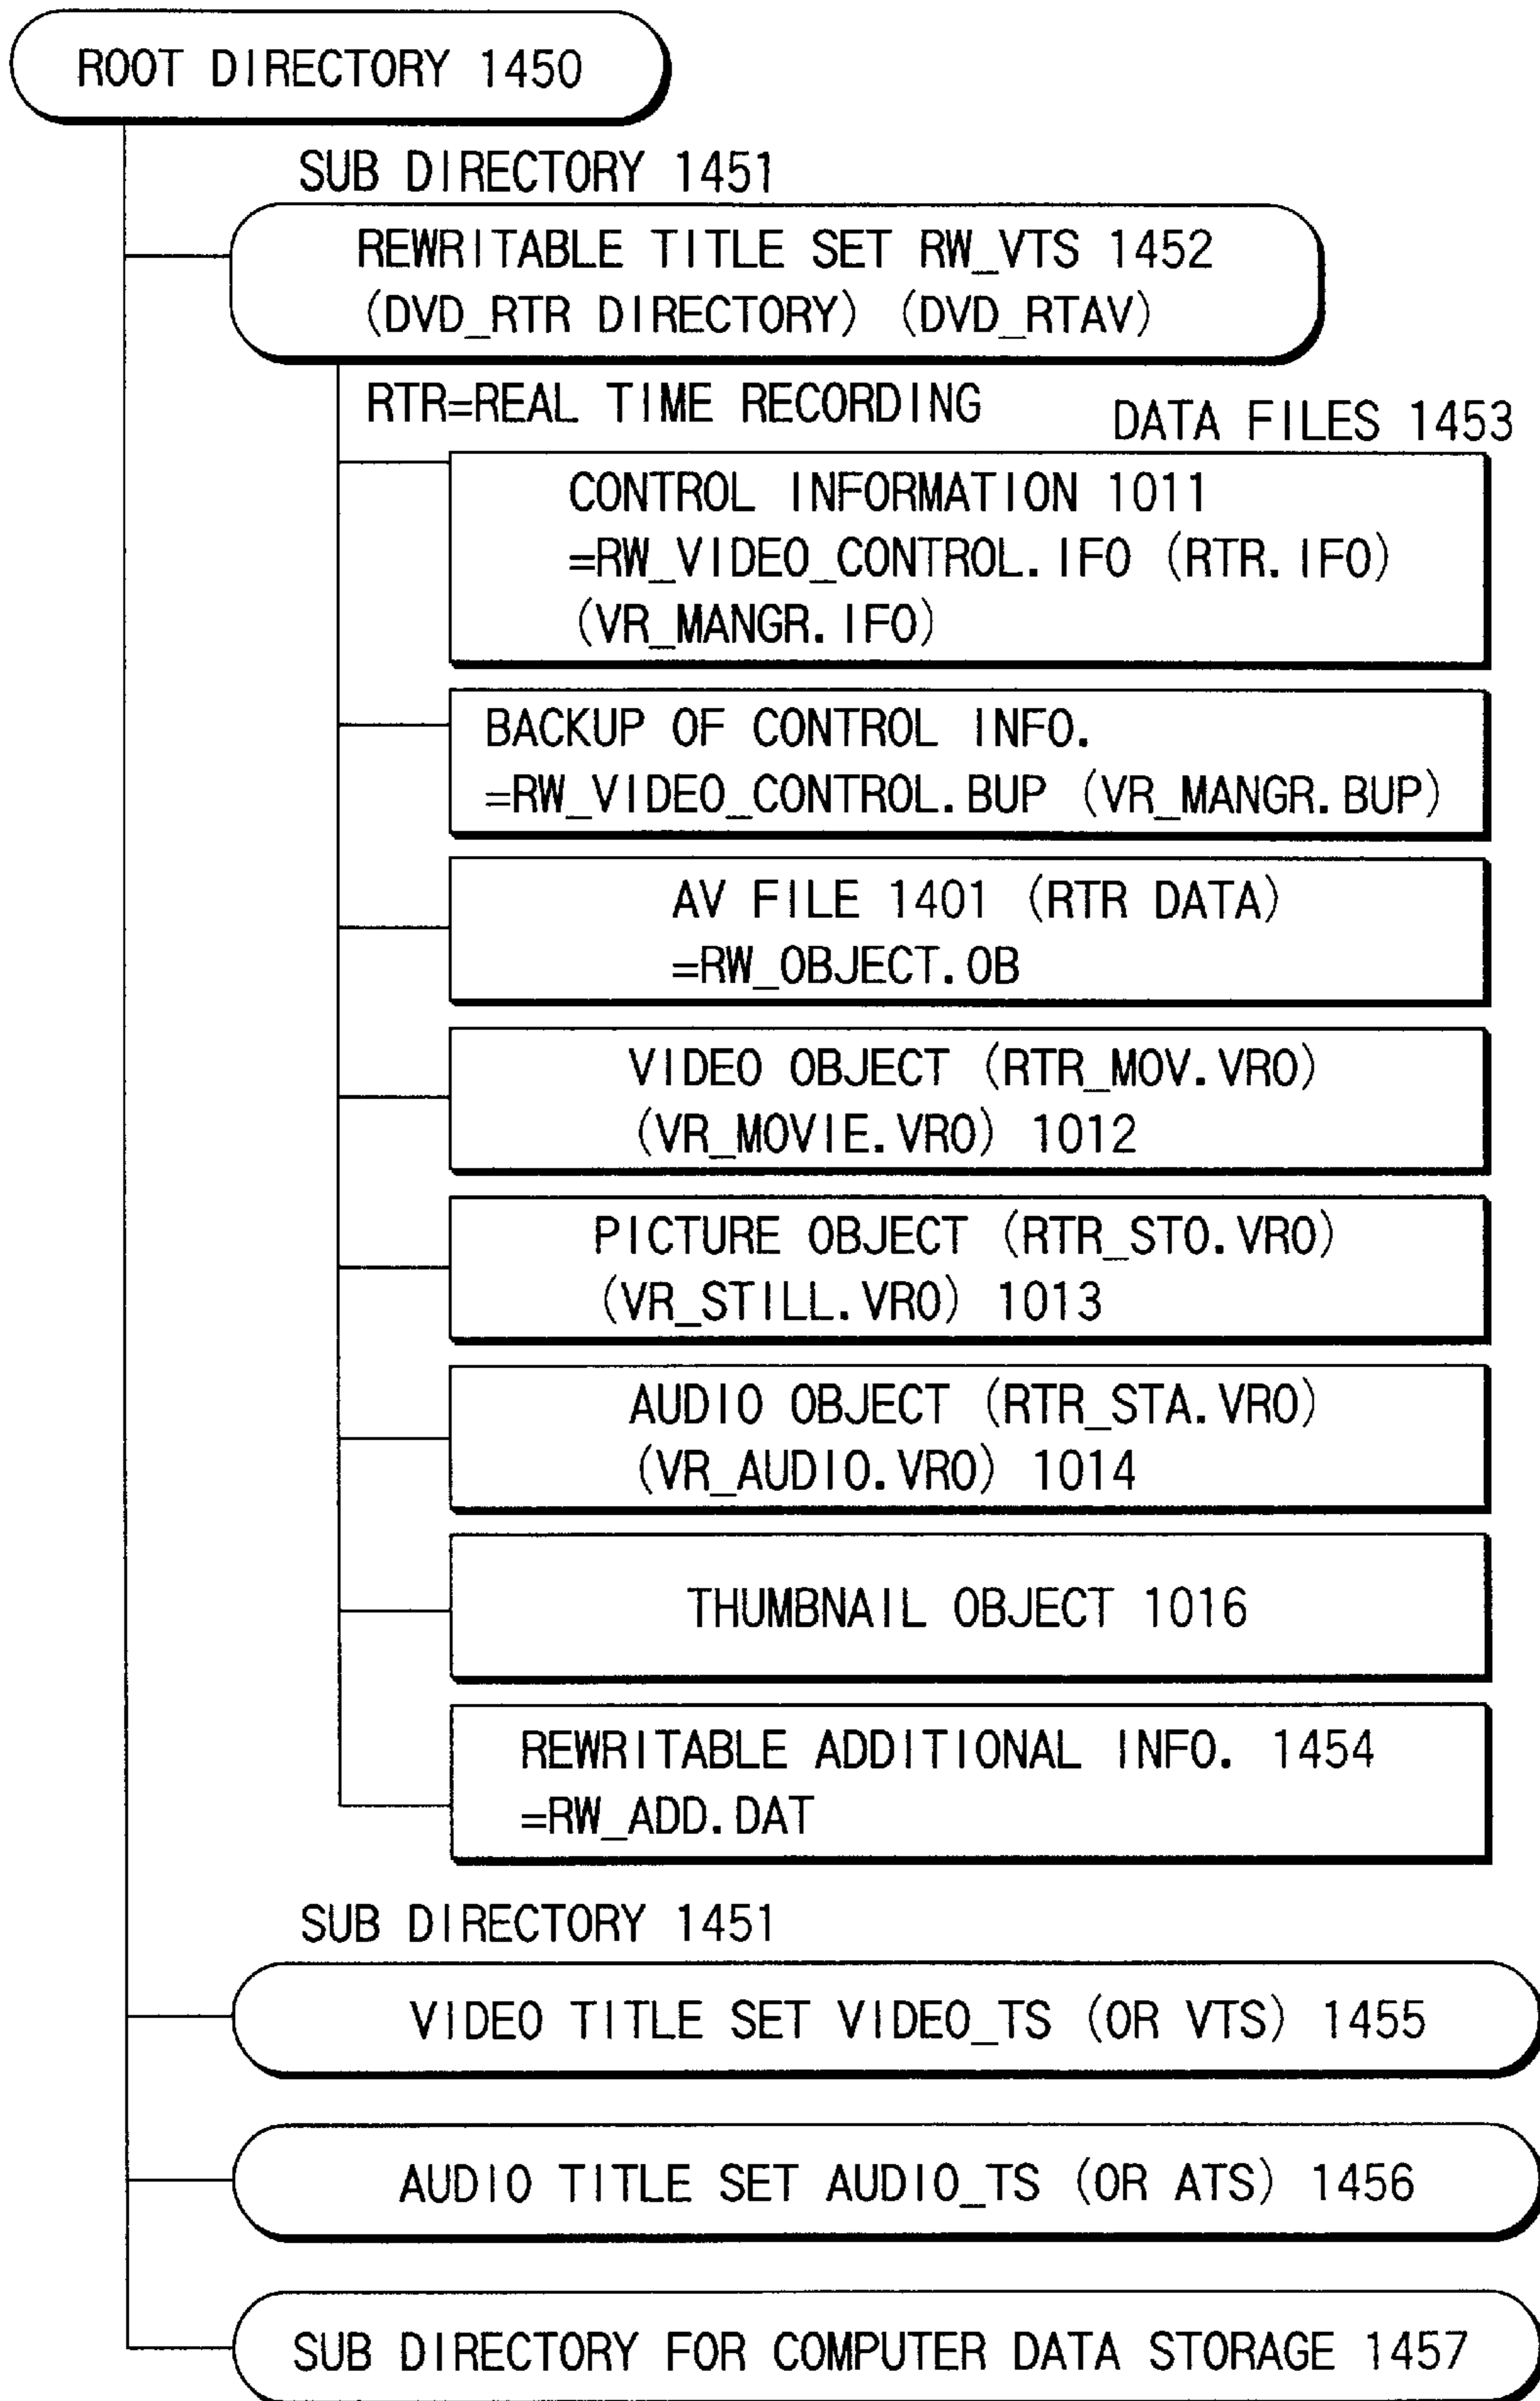 ROOT DIRECTORY 1450
SUB DIRECTORY 1451
REWRITABLE TITLE SET RW_VTS 1452
(DVD_RTR DIRECTORY) (DVD_RTAV)
RTR=REAL TIME RECORDING
DATA FILES 1453
CONTROL INFORMATION 1011
=RW_VIDEO_CONTROL.IFO (RTR.IFO)
(VR_MANGR.IFO)
BACKUP OF CONTROL INFO.
=RW_VIDEO_CONTROL.BUP (VR_MANGR.BUP)
AV FILE 1401 (RTR DATA)
=RW_OBJECT.OB
VIDEO OBJECT (RTR_MOV.VRO)
(VR_MOVIE.VRO) 1012
PICTURE OBJECT (RTR_STO.VRO)
(VR_STILL.VRO) 1013
AUDIO OBJECT (RTR_STA.VRO)
(VR_AUDIO.VRO) 1014
THUMBNAIL OBJECT 1016
REWRITABLE ADDITIONAL INFO. 1454
=RW_ADD.DAT
SUB DIRECTORY 1451
VIDEO TITLE SET VIDEO_TS (OR VTS) 1455
AUDIO TITLE SET AUDIO_TS (OR ATS) 1456
SUB DIRECTORY FOR COMPUTER DATA STORAGE 1457